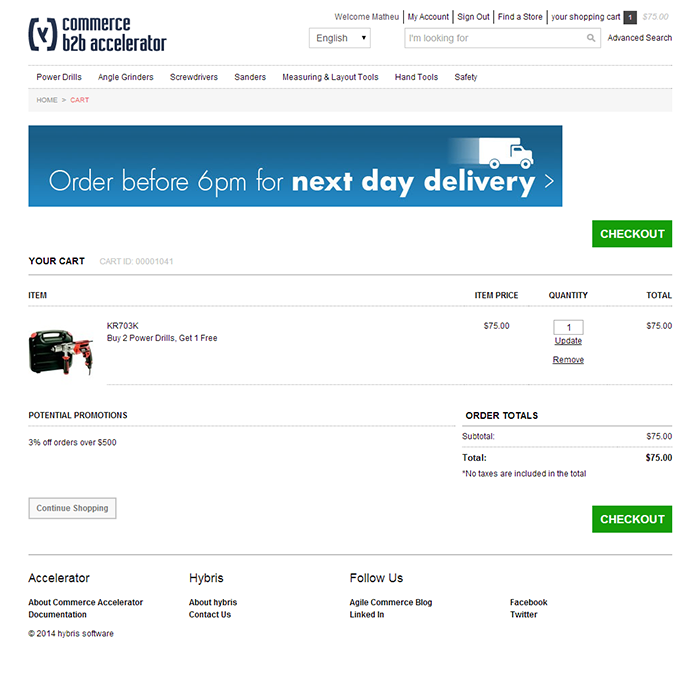 commerce
b2b accelerator
Welcome Matheu My Account Sign Out Find a Store your shopping cart 1 $75.00
English I'm looking for Advanced Search
Power Drills Angle Grinders Screwdrivers Sanders Measuring & Layout Tools Hand Tools Safety
HOME > CART
Order before 6pm for next day delivery >
CHECKOUT
YOUR CART CART ID: 00001041
ITEM ITEM PRICE QUANTITY TOTAL
KR703K $75.00 1 $75.00
Buy 2 Power Drills, Get 1 Free
Update
Remove
POTENTIAL PROMOTIONS
3% off orders over $500
ORDER TOTALS
Subtotal: $75.00
Total: $75.00
*No taxes are included in the total
Continue Shopping
CHECKOUT
Accelerator Hybris Follow Us
About Commerce Accelerator About hybris Agile Commerce Blog Facebook
Documentation Contact Us Linked In Twitter
© 2014 hybris software